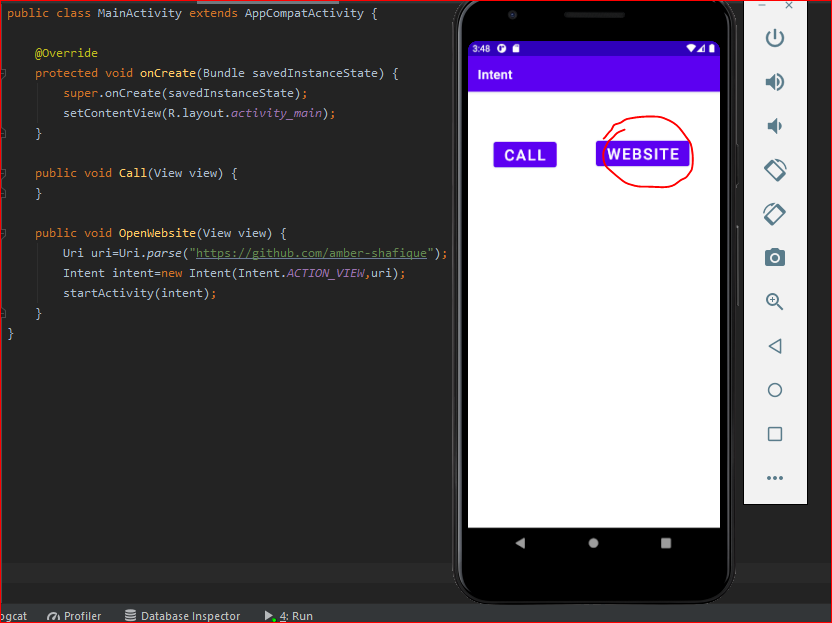 public class MainActivity extends AppCompatActivity {
@Override
protected void onCreate(Bundle savedInstanceState) {
super.onCreate(savedInstanceState);
setContentView(R.layout.activity_main);
}
public void Call(View view) {
}
public void OpenWebsite(View view) {
Uri uri=Uri.parse("https://github.com/amber-shafique");
Intent intent=new Intent(Intent.ACTION_VIEW,uri);
startActivity(intent);
}
}
3:48
Intent
CALL WEBSITE
ogcat Profiler Database Inspector 4: Run